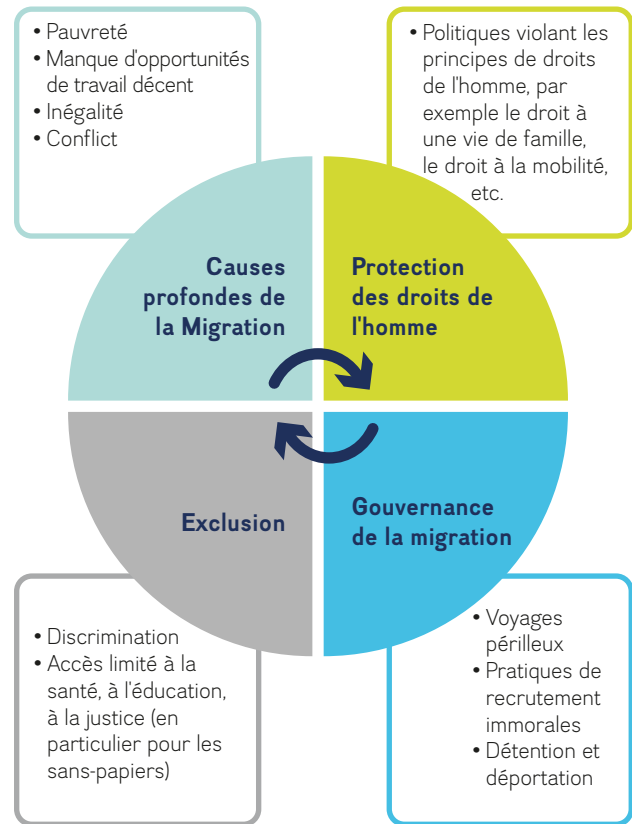 • Pauvreté
• Manque d'opportunités
de travail décent
• Inégalité
• Conflict
• Politiques violant les
principes de droits
de l'homme, par
exemple le droit à
une vie de famille,
le droit à la mobilité,
etc.
Causes
profondes de
la Migration
Protection
des droits de
l'homme
Exclusion
Gouvernance
de la migration
• Discrimination
• Accès limité à la
santé, à l'éducation,
à la justice (en
particulier pour les
sans-papiers)
• Voyages
périlleux
• Pratiques de
recrutement
immorales
• Détention et
déportation